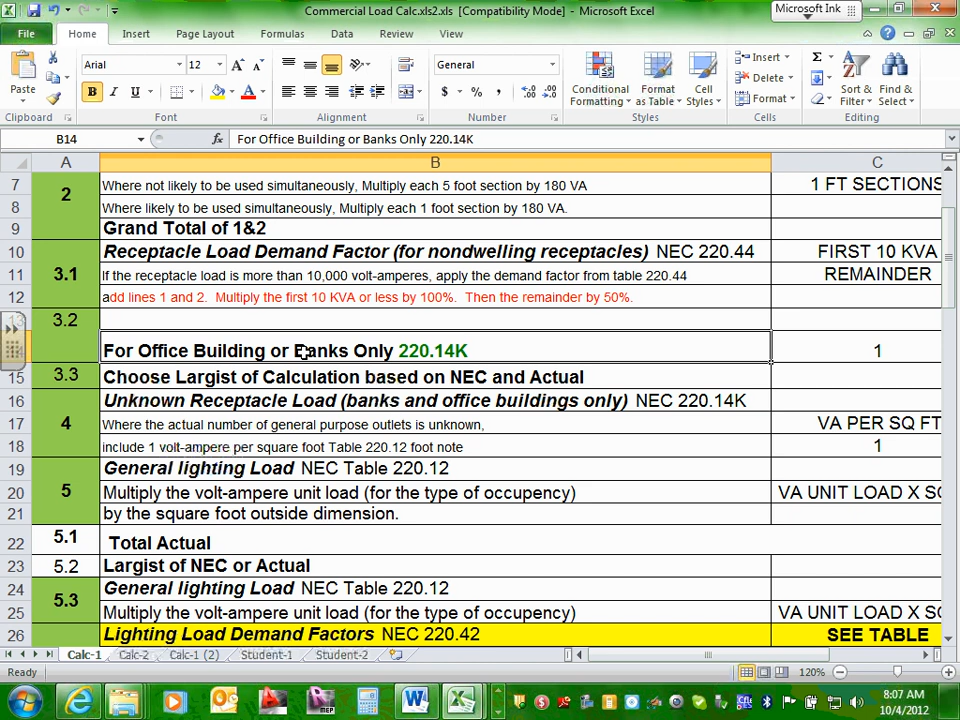 Commercial Load Calc.xls2.xls [Compatibility Mode] - Microsoft Excel
Microsoft Ink
File Home Insert Page Layout Formulas Data Review View
Paste
Arial 12
B I U
General
$ % ,
Conditional Formatting
Format as Table
Cell Styles
Insert
Delete
Format
Sort & Filter
Find & Select
Clipboard Font Alignment Number Styles Cells Editing
B14 fx For Office Building or Banks Only 220.14K
A B C
7 2 Where not likely to be used simultaneously, Multiply each 5 foot section by 180 VA 1 FT SECTIONS
8 Where likely to be used simultaneously, Multiply each 1 foot section by 180 VA.
9 Grand Total of 1&2
10 Receptacle Load Demand Factor (for nondwelling receptacles) NEC 220.44 FIRST 10 KVA
11 3.1 If the receptacle load is more than 10,000 volt-amperes, apply the demand factor from table 220.44 REMAINDER
12 add lines 1 and 2. Multiply the first 10 KVA or less by 100%. Then the remainder by 50%.
13 3.2
For Office Building or Banks Only 220.14K 1
15 3.3 Choose Largist of Calculation based on NEC and Actual
16 Unknown Receptacle Load (banks and office buildings only) NEC 220.14K
17 4 Where the actual number of general purpose outlets is unknown, VA PER SQ FT
18 include 1 volt-ampere per square foot Table 220.12 foot note 1
19 General lighting Load NEC Table 220.12
20 5 Multiply the volt-ampere unit load (for the type of occupancy) VA UNIT LOAD X SQ
21 by the square foot outside dimension.
22 5.1 Total Actual
23 5.2 Largist of NEC or Actual
24 5.3 General lighting Load NEC Table 220.12
25 Multiply the volt-ampere unit load (for the type of occupancy) VA UNIT LOAD X SQ
26 Lighting Load Demand Factors NEC 220.42 SEE TABLE
Calc-1 Calc-2 Calc-1 (2) Student-1 Student-2
Ready 120%
8:07 AM
10/4/2012